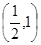 (1/2, 1)